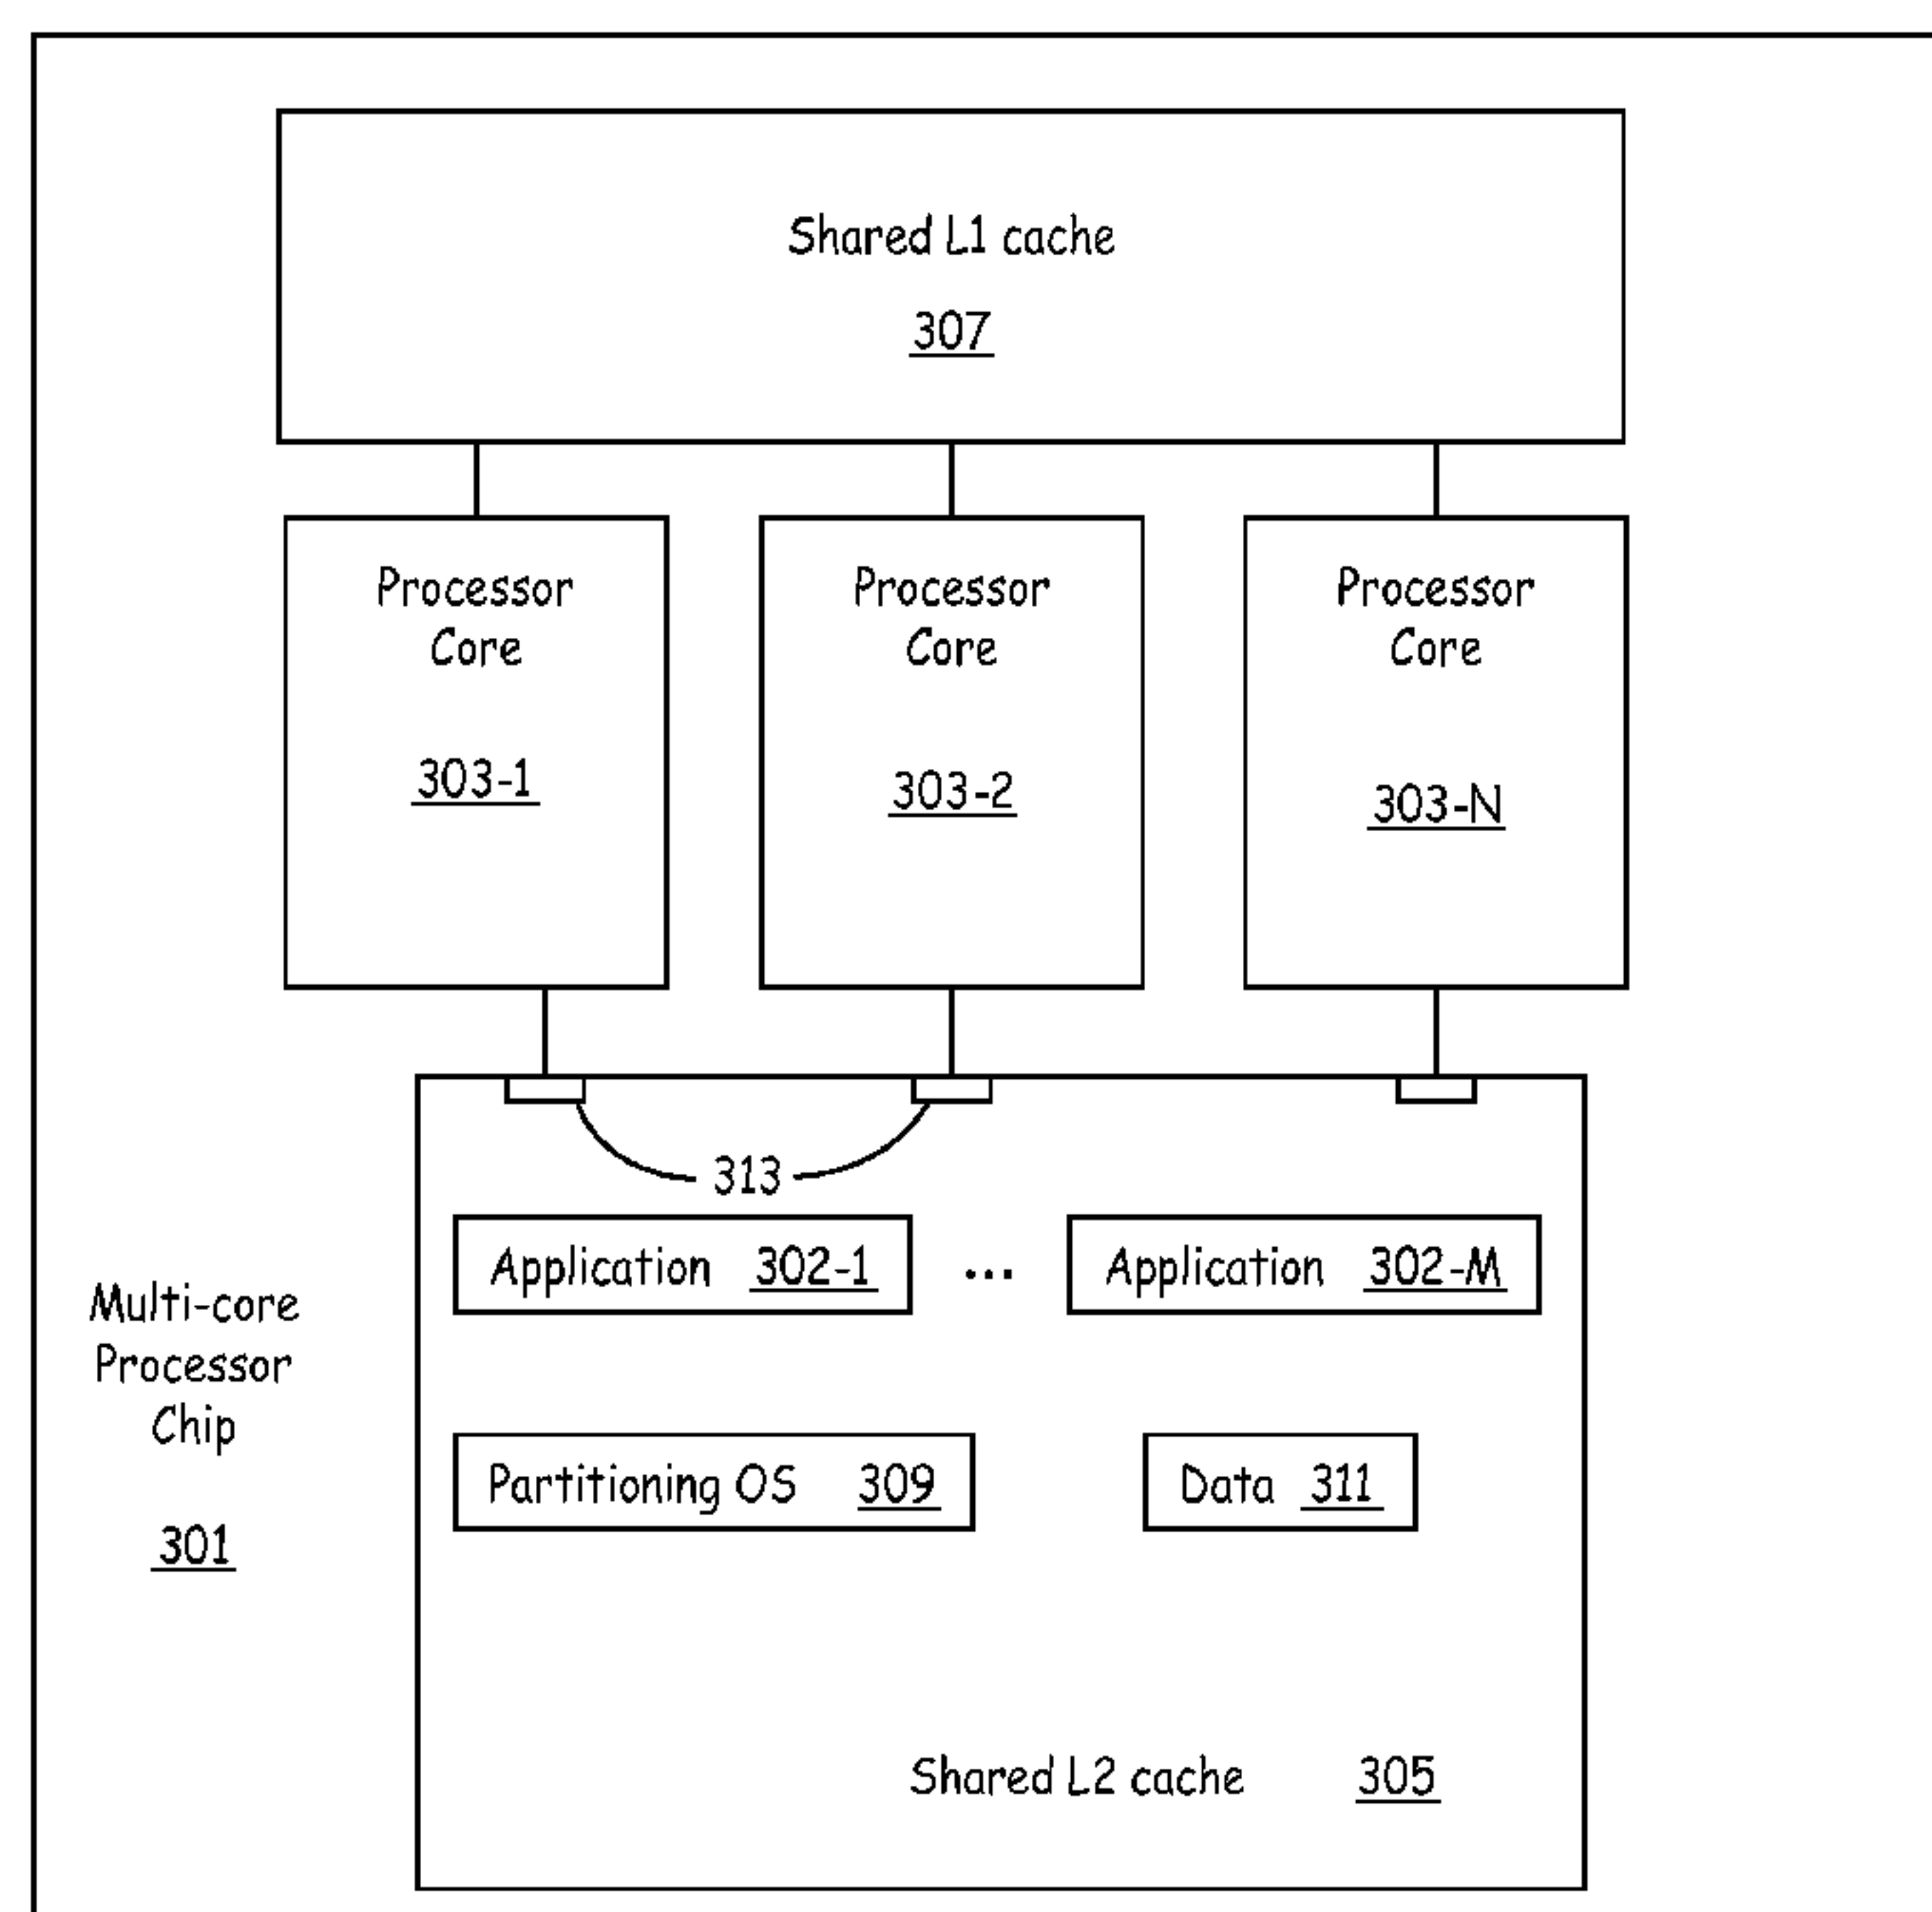 Shared L1 cache
307
Processor
Core
303-1
Processor
Core
303-2
Processor
Core
303-N
313
Application 302-1 ... Application 302-M
Multi-core
Processor
Chip
301
Partitioning OS 309
Data 311
Shared L2 cache 305